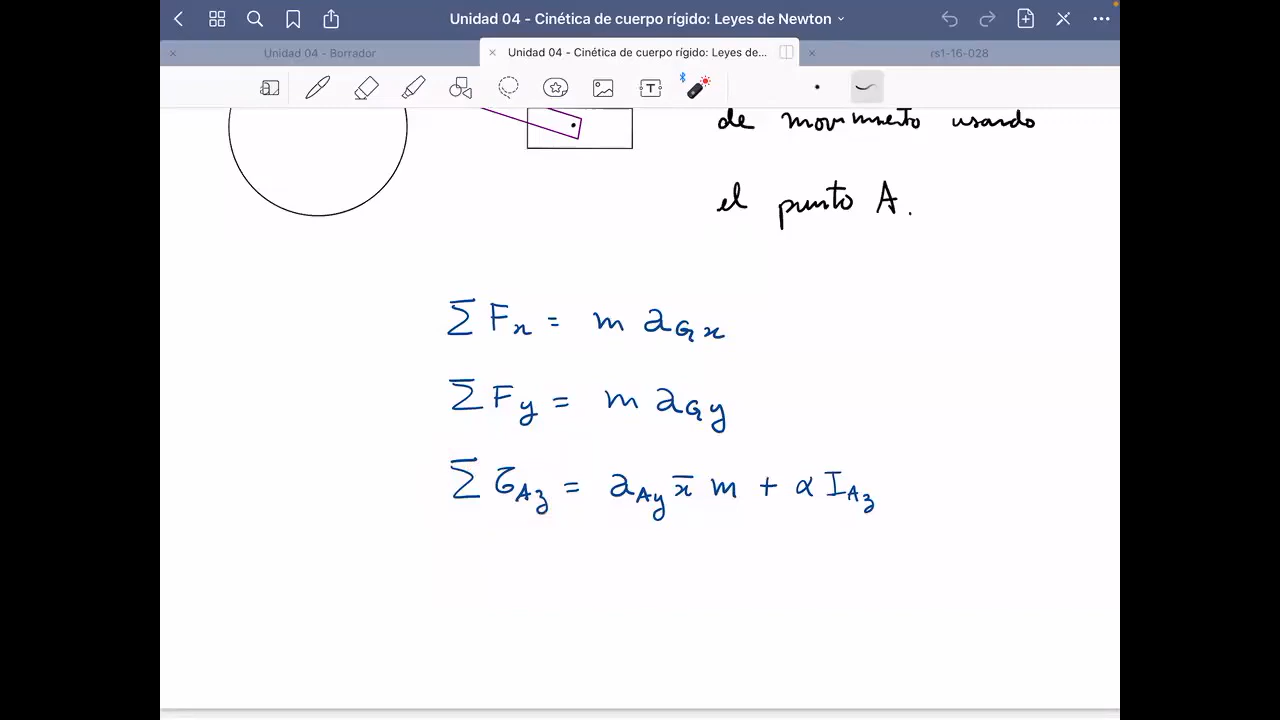 Unidad 04 - Cinética de cuerpo rígido: Leyes de Newton
Unidad 04 - Borrador
Unidad 04 - Cinética de cuerpo rígido: Leyes de...
rs1-16-028
T
de movimiento usando
el punto A.
Σ Fx = m aGx
Σ Fy = m aGy
Σ τAz = aAy x̄ m + α IAz